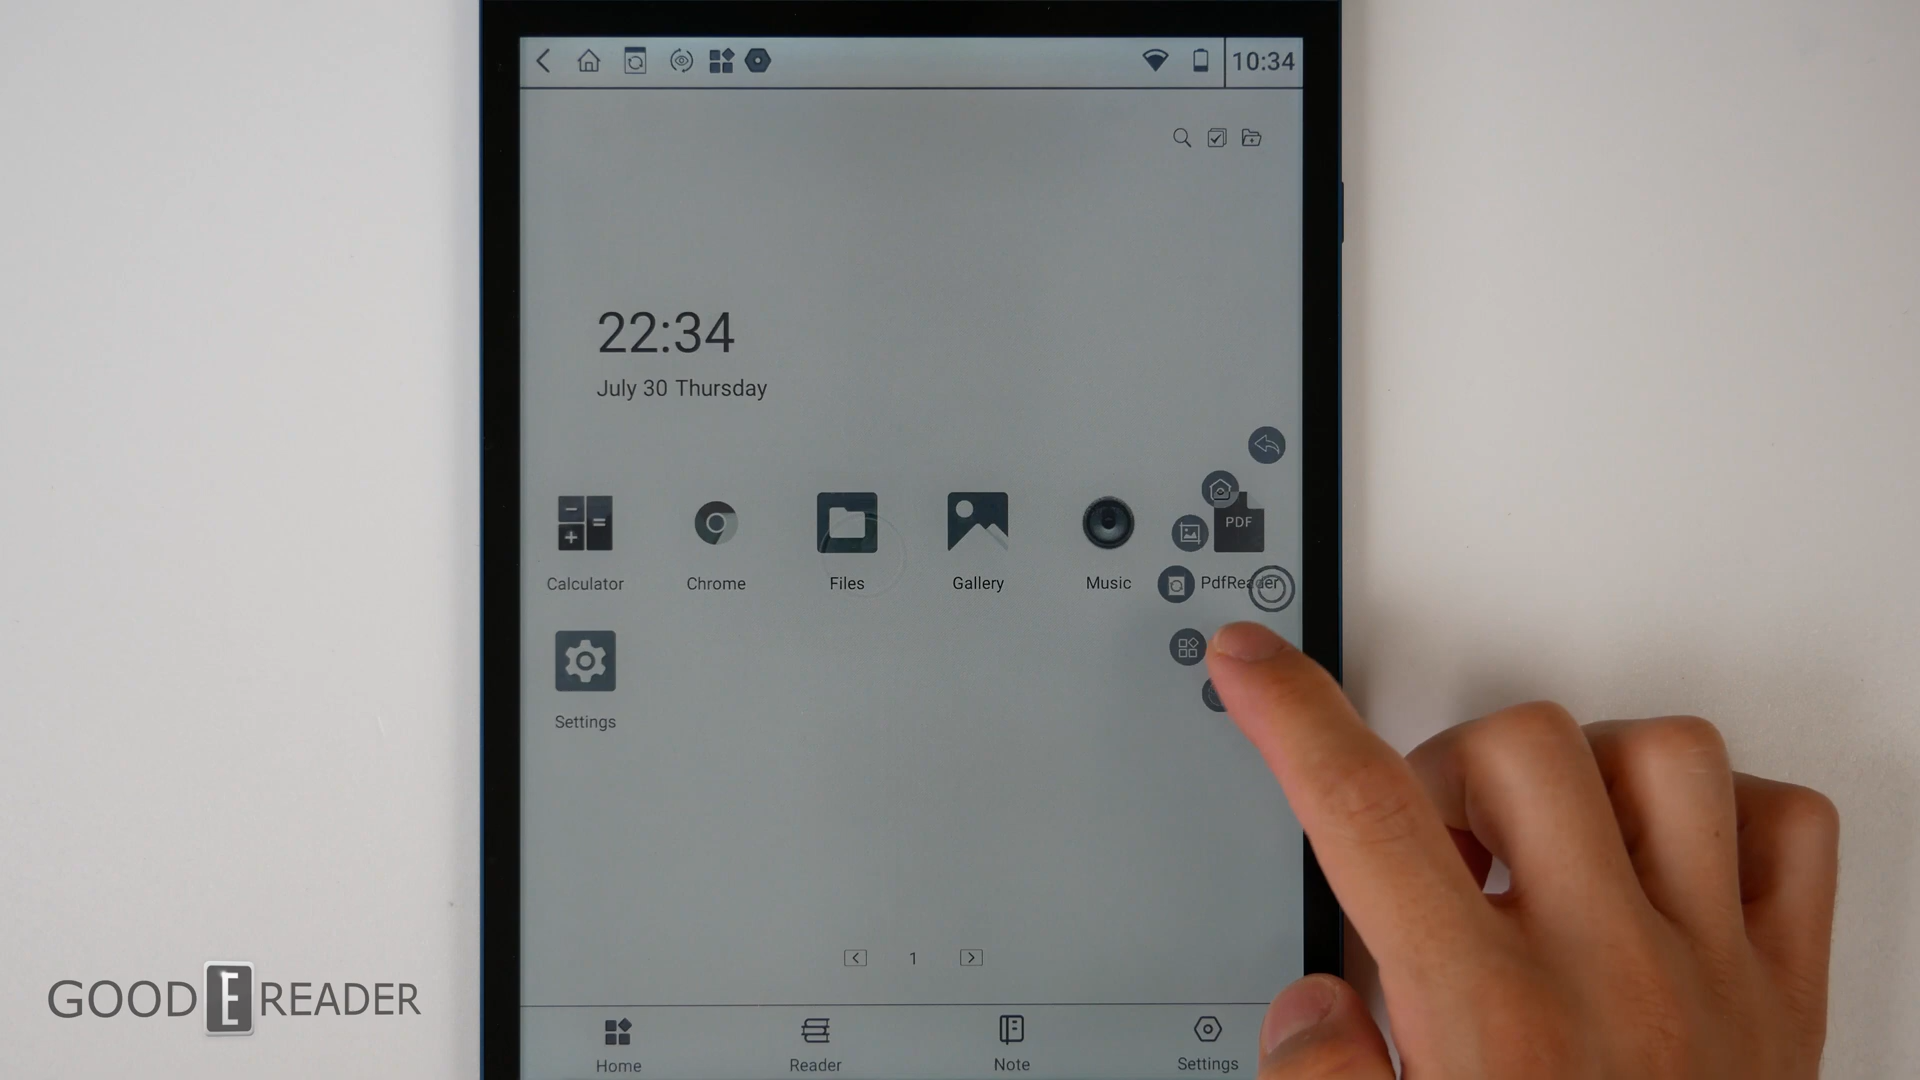 10:34
22:34
July 30 Thursday
PDF
Calculator
Chrome
Files
Gallery
Music
PdfReader
Settings
1
Home
Reader
Note
Settings
GOOD E READER